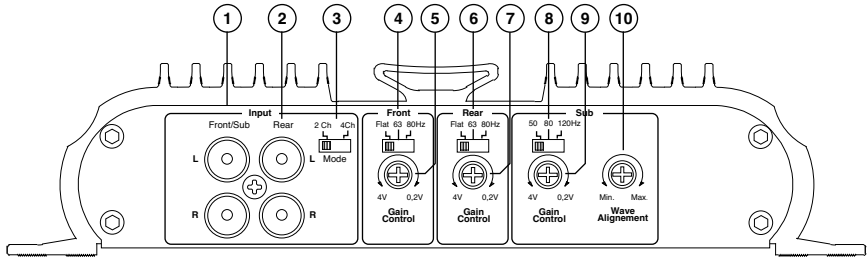 1 2 3 4 5 6 7 8 9 10
Input Front Rear Sub
Front/Sub Rear 2 Ch 4Ch Flat 63 80Hz Flat 63 80Hz 50 80 120Hz
L L Mode
4V 0,2V 4V 0,2V 4V 0,2V Min. Max.
R R Gain Control Gain Control Gain Control Wave Alignement